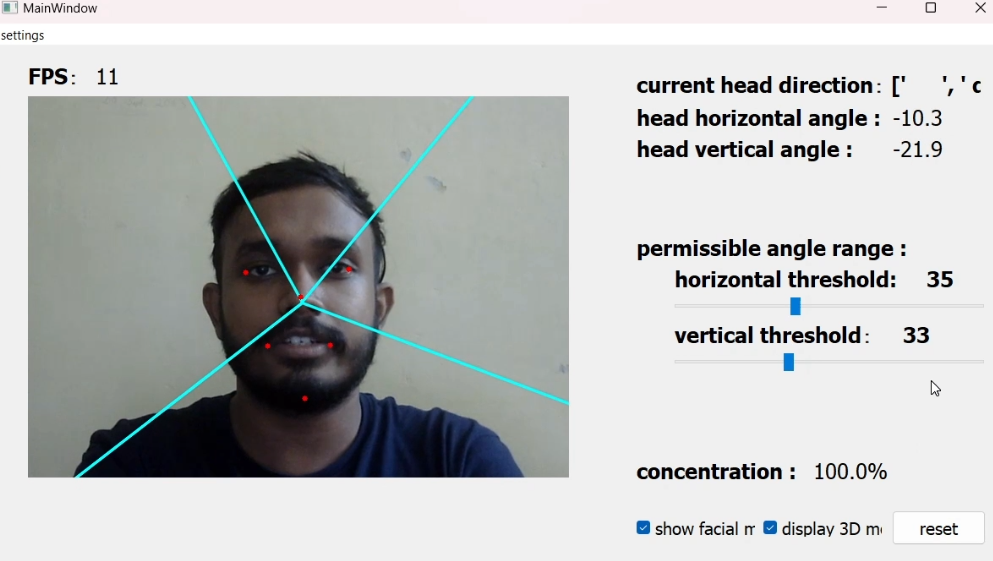 MainWindow
settings
FPS: 11
current head direction: [' ', '
head horizontal angle : -10.3
head vertical angle : -21.9
permissible angle range :
horizontal threshold: 35
vertical threshold: 33
concentration : 100.0%
show facial display 3D reset